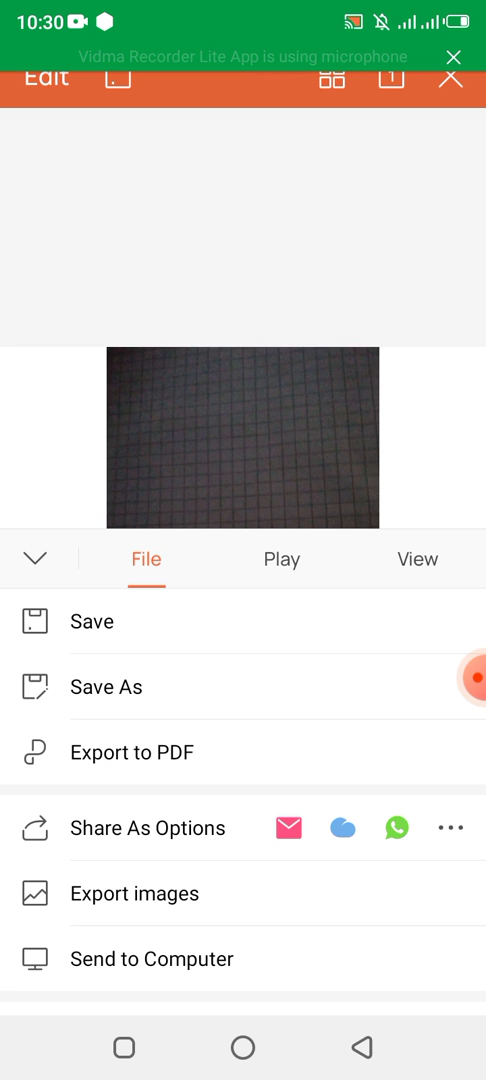 10:30
Vidma Recorder Lite App is using microphone
Edit
1
File Play View
Save
Save As
Export to PDF
Share As Options
Export images
Send to Computer